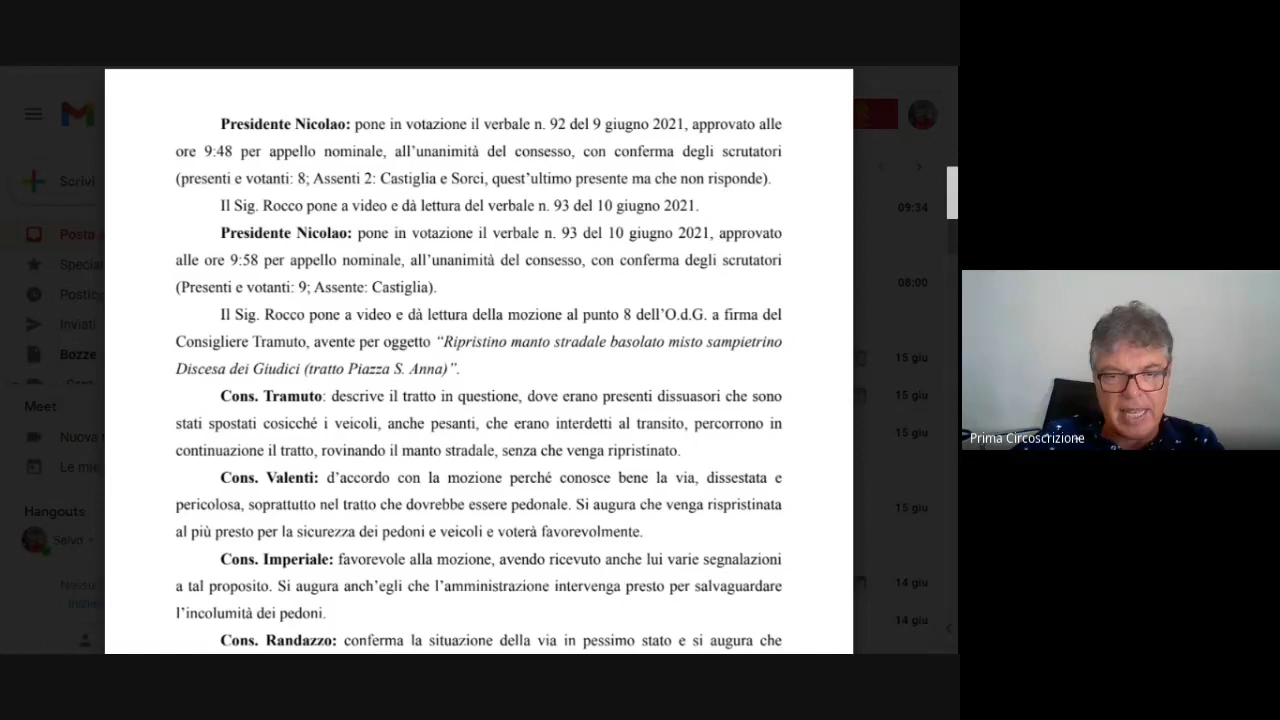 Presidente Nicolao: pone in votazione il verbale n. 92 del 9 giugno 2021, approvato alle
ore 9:48 per appello nominale, all’unanimità del consesso, con conferma degli scrutatori
(presenti e votanti: 8; Assenti 2: Castiglia e Sorci, quest’ultimo presente ma che non risponde).
Il Sig. Rocco pone a video e dà lettura del verbale n. 93 del 10 giugno 2021.
Presidente Nicolao: pone in votazione il verbale n. 93 del 10 giugno 2021, approvato
alle ore 9:58 per appello nominale, all’unanimità del consesso, con conferma degli scrutatori
(Presenti e votanti: 9; Assente: Castiglia).
Il Sig. Rocco pone a video e dà lettura della mozione al punto 8 dell’O.d.G. a firma del
Consigliere Tramuto, avente per oggetto “Ripristino manto stradale basolato misto sampietrino
Discesa dei Giudici (tratto Piazza S. Anna)”.
Cons. Tramuto: descrive il tratto in questione, dove erano presenti dissuasori che sono
stati spostati cosicché i veicoli, anche pesanti, che erano interdetti al transito, percorrono in
continuazione il tratto, rovinando il manto stradale, senza che venga ripristinato.
Cons. Valenti: d’accordo con la mozione perché conosce bene la via, dissestata e
pericolosa, soprattutto nel tratto che dovrebbe essere pedonale. Si augura che venga rispristinata
al più presto per la sicurezza dei pedoni e veicoli e voterà favorevolmente.
Cons. Imperiale: favorevole alla mozione, avendo ricevuto anche lui varie segnalazioni
a tal proposito. Si augura anch’egli che l’amministrazione intervenga presto per salvaguardare
l’incolumità dei pedoni.
Cons. Randazzo: conferma la situazione della via in pessimo stato e si augura che
Scrivi
Posta
Special
Postic
Inviati
Bozze
Meet
Nuova
Le mie
Hangouts
Salvo
Nessu
Inizie
09:34
08:00
15 giu
15 giu
15 giu
15 giu
14 giu
14 giu
Prima Circoscrizione